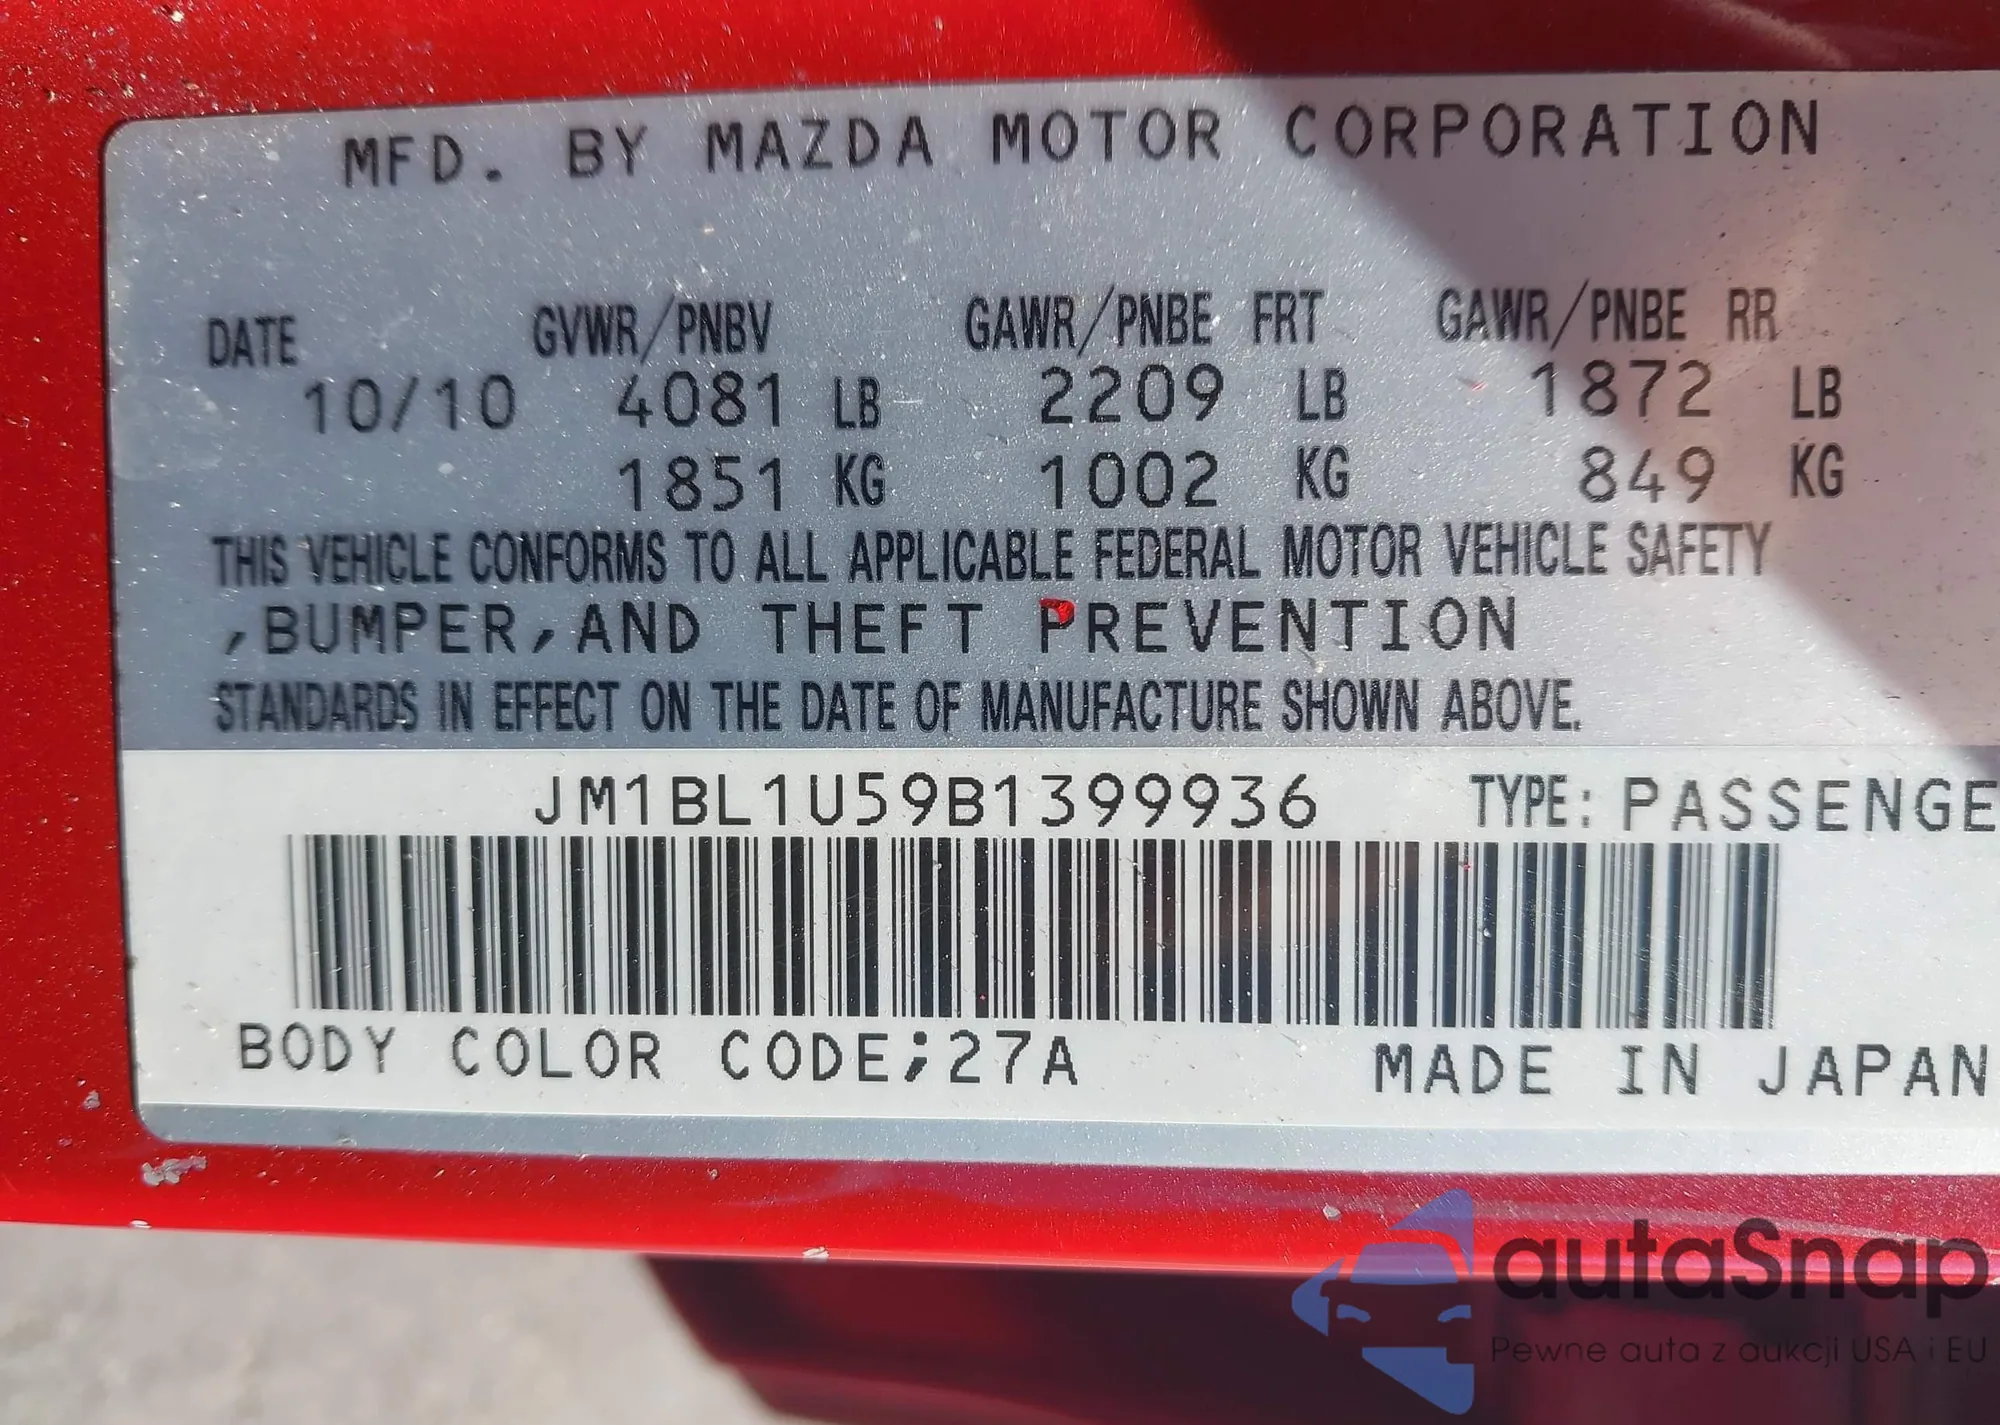 MFD. BY MAZDA MOTOR CORPORATION
DATE GVWR/PNBV GAWR/PNBE FRT GAWR/PNBE RR
10/10 4081 LB 2209 LB 1872 LB
1851 KG 1002 KG 849 KG
THIS VEHICLE CONFORMS TO ALL APPLICABLE FEDERAL MOTOR VEHICLE SAFETY
,BUMPER,AND THEFT PREVENTION
STANDARDS IN EFFECT ON THE DATE OF MANUFACTURE SHOWN ABOVE.
JM1BL1U59B1399936 TYPE: PASSENGE
BODY COLOR CODE;27A MADE IN JAPAN
autaSnap
Pewne auta z aukcji USA i EU